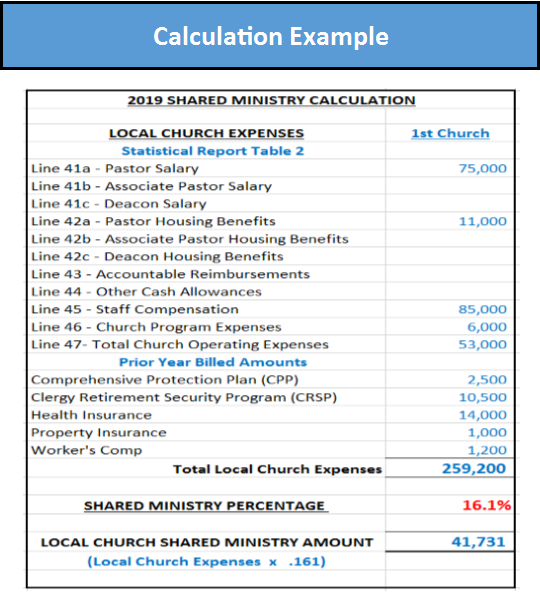 Calculation Example
2019 SHARED MINISTRY CALCULATION
LOCAL CHURCH EXPENSES 1st Church
Statistical Report Table 2
Line 41a - Pastor Salary 75,000
Line 41b - Associate Pastor Salary
Line 41c - Deacon Salary
Line 42a - Pastor Housing Benefits 11,000
Line 42b - Associate Pastor Housing Benefits
Line 42c - Deacon Housing Benefits
Line 43 - Accountable Reimbursements
Line 44 - Other Cash Allowances
Line 45 - Staff Compensation 85,000
Line 46 - Church Program Expenses 6,000
Line 47- Total Church Operating Expenses 53,000
Prior Year Billed Amounts
Comprehensive Protection Plan (CPP) 2,500
Clergy Retirement Security Program (CRSP) 10,500
Health Insurance 14,000
Property Insurance 1,000
Worker's Comp 1,200
Total Local Church Expenses 259,200
SHARED MINISTRY PERCENTAGE 16.1%
LOCAL CHURCH SHARED MINISTRY AMOUNT 41,731
(Local Church Expenses x .161)